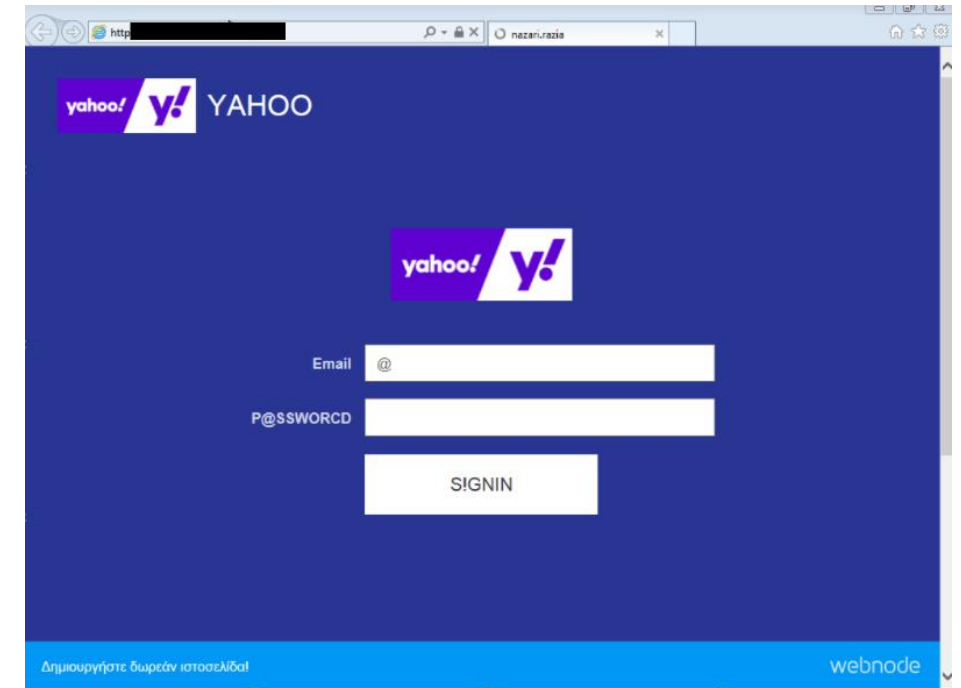 http
nazari.razia
yahoo! y! YAHOO
yahoo! y!
Email @
P@SSWORCD
S!GNIN
Δημιουργήστε δωρεάν ιστοσελίδα!
webnode